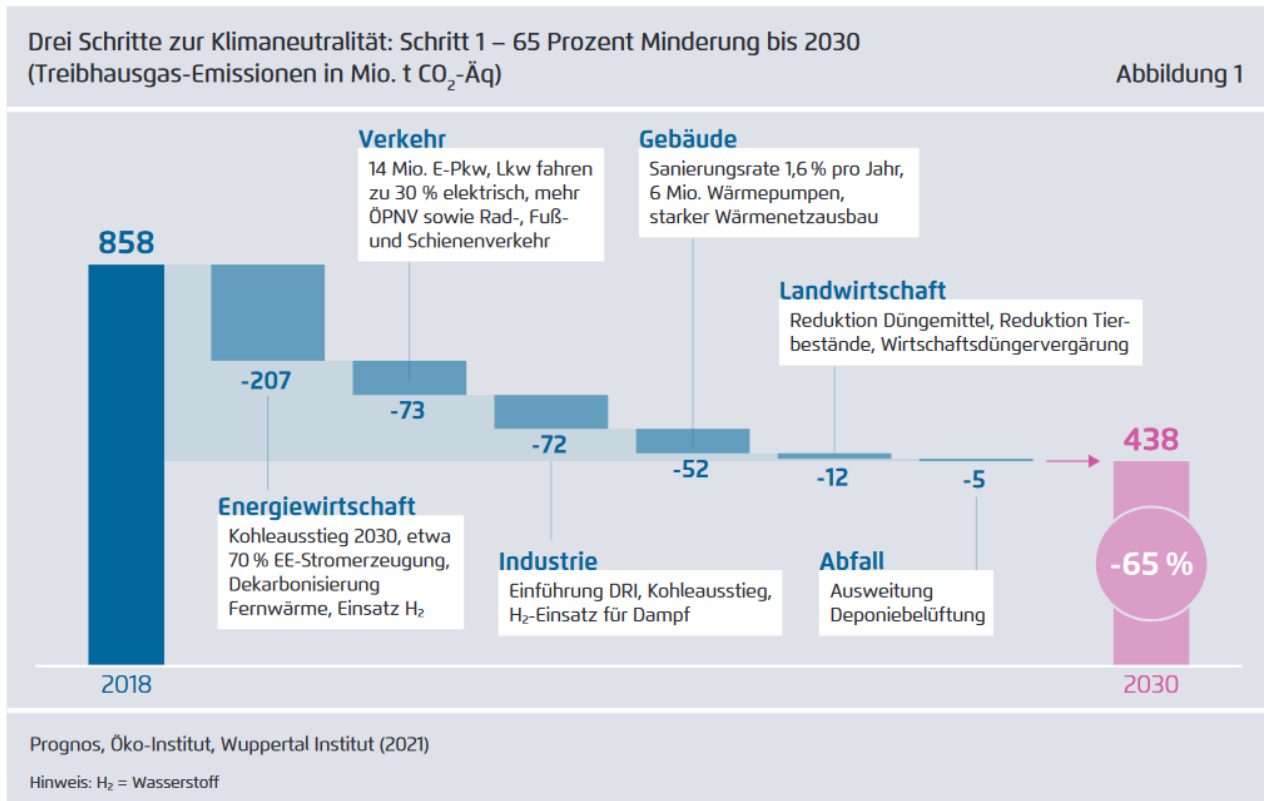 Drei Schritte zur Klimaneutralität: Schritt 1 – 65 Prozent Minderung bis 2030
(Treibhausgas-Emissionen in Mio. t CO₂-Äq)
Abbildung 1
Verkehr
14 Mio. E-Pkw, Lkw fahren
zu 30 % elektrisch, mehr
ÖPNV sowie Rad-, Fuß-
und Schienenverkehr
Gebäude
Sanierungsrate 1,6 % pro Jahr,
6 Mio. Wärmepumpen,
starker Wärmenetzausbau
858
Landwirtschaft
Reduktion Düngemittel, Reduktion Tier-
bestände, Wirtschaftsdüngervergärung
-207
-73
-72
-52
-12
-5
438
Energiewirtschaft
Kohleausstieg 2030, etwa
70 % EE-Stromerzeugung,
Dekarbonisierung
Fernwärme, Einsatz H₂
Industrie
Einführung DRI, Kohleausstieg,
H₂-Einsatz für Dampf
Abfall
Ausweitung
Deponiebelüftung
-65 %
2018
2030
Prognos, Öko-Institut, Wuppertal Institut (2021)
Hinweis: H₂ = Wasserstoff